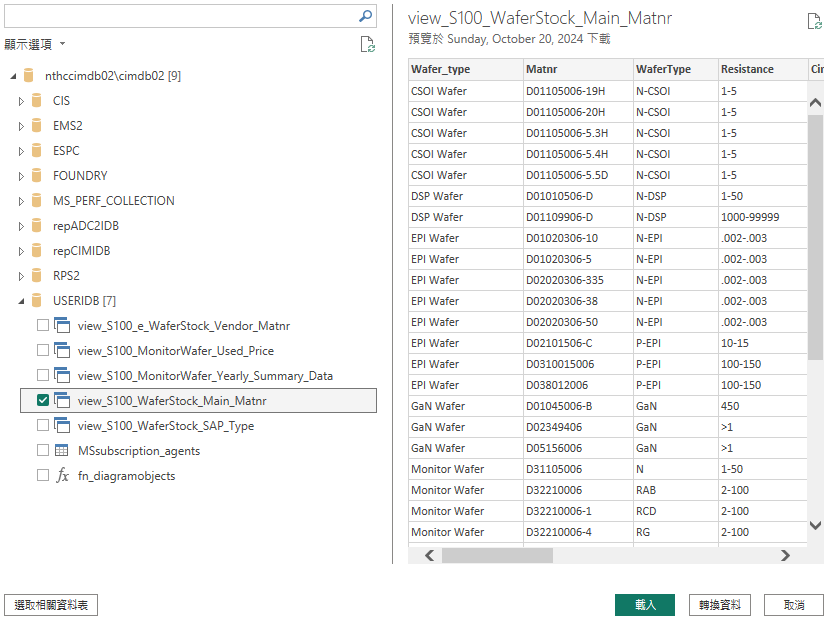 顯示選項
nthccimdb02\cimdb02 [9]
CIS
EMS2
ESPC
FOUNDRY
MS_PERF_COLLECTION
repADC2IDB
repCIMIDB
RPS2
USERIDB [7]
view_S100_e_WaferStock_Vendor_Matnr
view_S100_MonitorWafer_Used_Price
view_S100_MonitorWafer_Yearly_Summary_Data
view_S100_WaferStock_Main_Matnr
view_S100_WaferStock_SAP_Type
MSsubscription_agents
fx fn_diagramobjects
view_S100_WaferStock_Main_Matnr
預覽於 Sunday, October 20, 2024 下載
Wafer_type Matnr WaferType Resistance Cir
CSOI Wafer D01105006-19H N-CSOI 1-5
CSOI Wafer D01105006-20H N-CSOI 1-5
CSOI Wafer D01105006-5.3H N-CSOI 1-5
CSOI Wafer D01105006-5.4H N-CSOI 1-5
CSOI Wafer D01105006-5.5D N-CSOI 1-5
DSP Wafer D01010506-D N-DSP 1-50
DSP Wafer D01109906-D N-DSP 1000-99999
EPI Wafer D01020306-10 N-EPI .002-.003
EPI Wafer D01020306-5 N-EPI .002-.003
EPI Wafer D02020306-335 N-EPI .002-.003
EPI Wafer D02020306-38 N-EPI .002-.003
EPI Wafer D02020306-50 N-EPI .002-.003
EPI Wafer D02101506-C P-EPI 10-15
EPI Wafer D0310015006 P-EPI 100-150
EPI Wafer D038012006 P-EPI 100-150
GaN Wafer D01045006-B GaN 450
GaN Wafer D02349406 GaN >1
GaN Wafer D05156006 GaN >1
Monitor Wafer D31105006 N 1-50
Monitor Wafer D32210006 RAB 2-100
Monitor Wafer D32210006-1 RCD 2-100
Monitor Wafer D32210006-4 RG 2-100
選取相關資料表
載入
轉換資料
取消